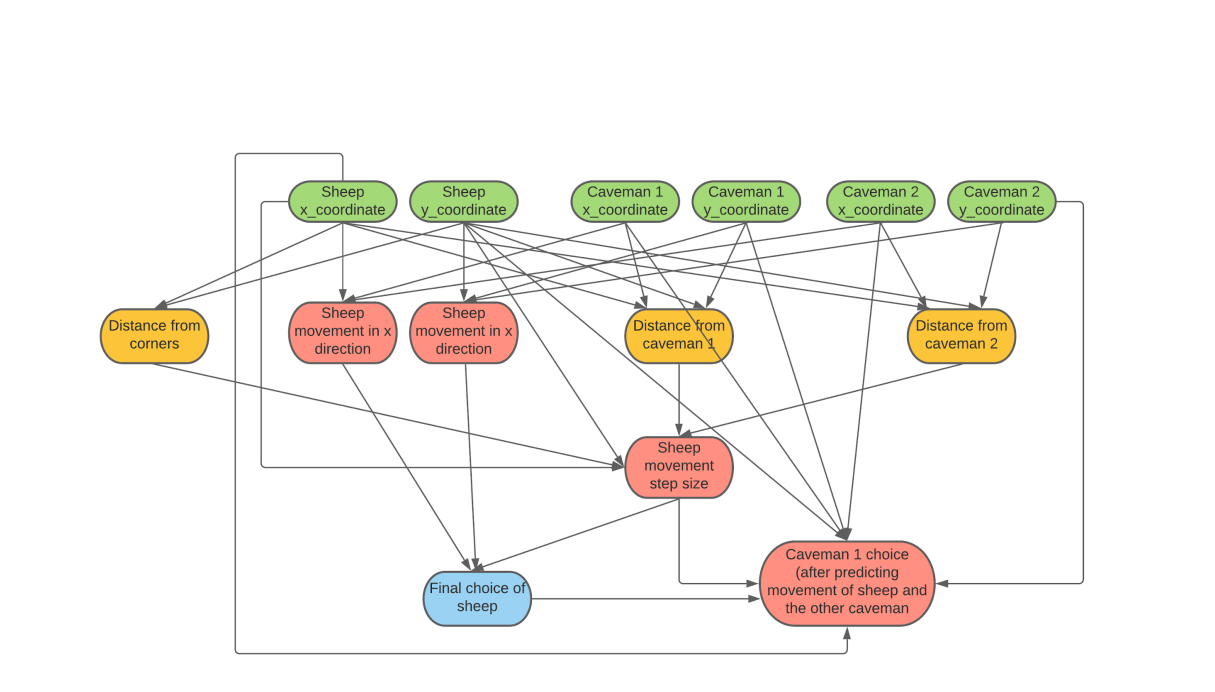 Sheep
x_coordinate
Sheep
y_coordinate
Caveman 1
x_coordinate
Caveman 1
y_coordinate
Caveman 2
x_coordinate
Caveman 2
y_coordinate
Distance from
corners
Sheep
movement in x
direction
Sheep
movement in x
direction
Distance from
caveman 1
Distance from
caveman 2
Sheep
movement
step size
Final choice of
sheep
Caveman 1 choice
(after predicting
movement of sheep and
the other caveman